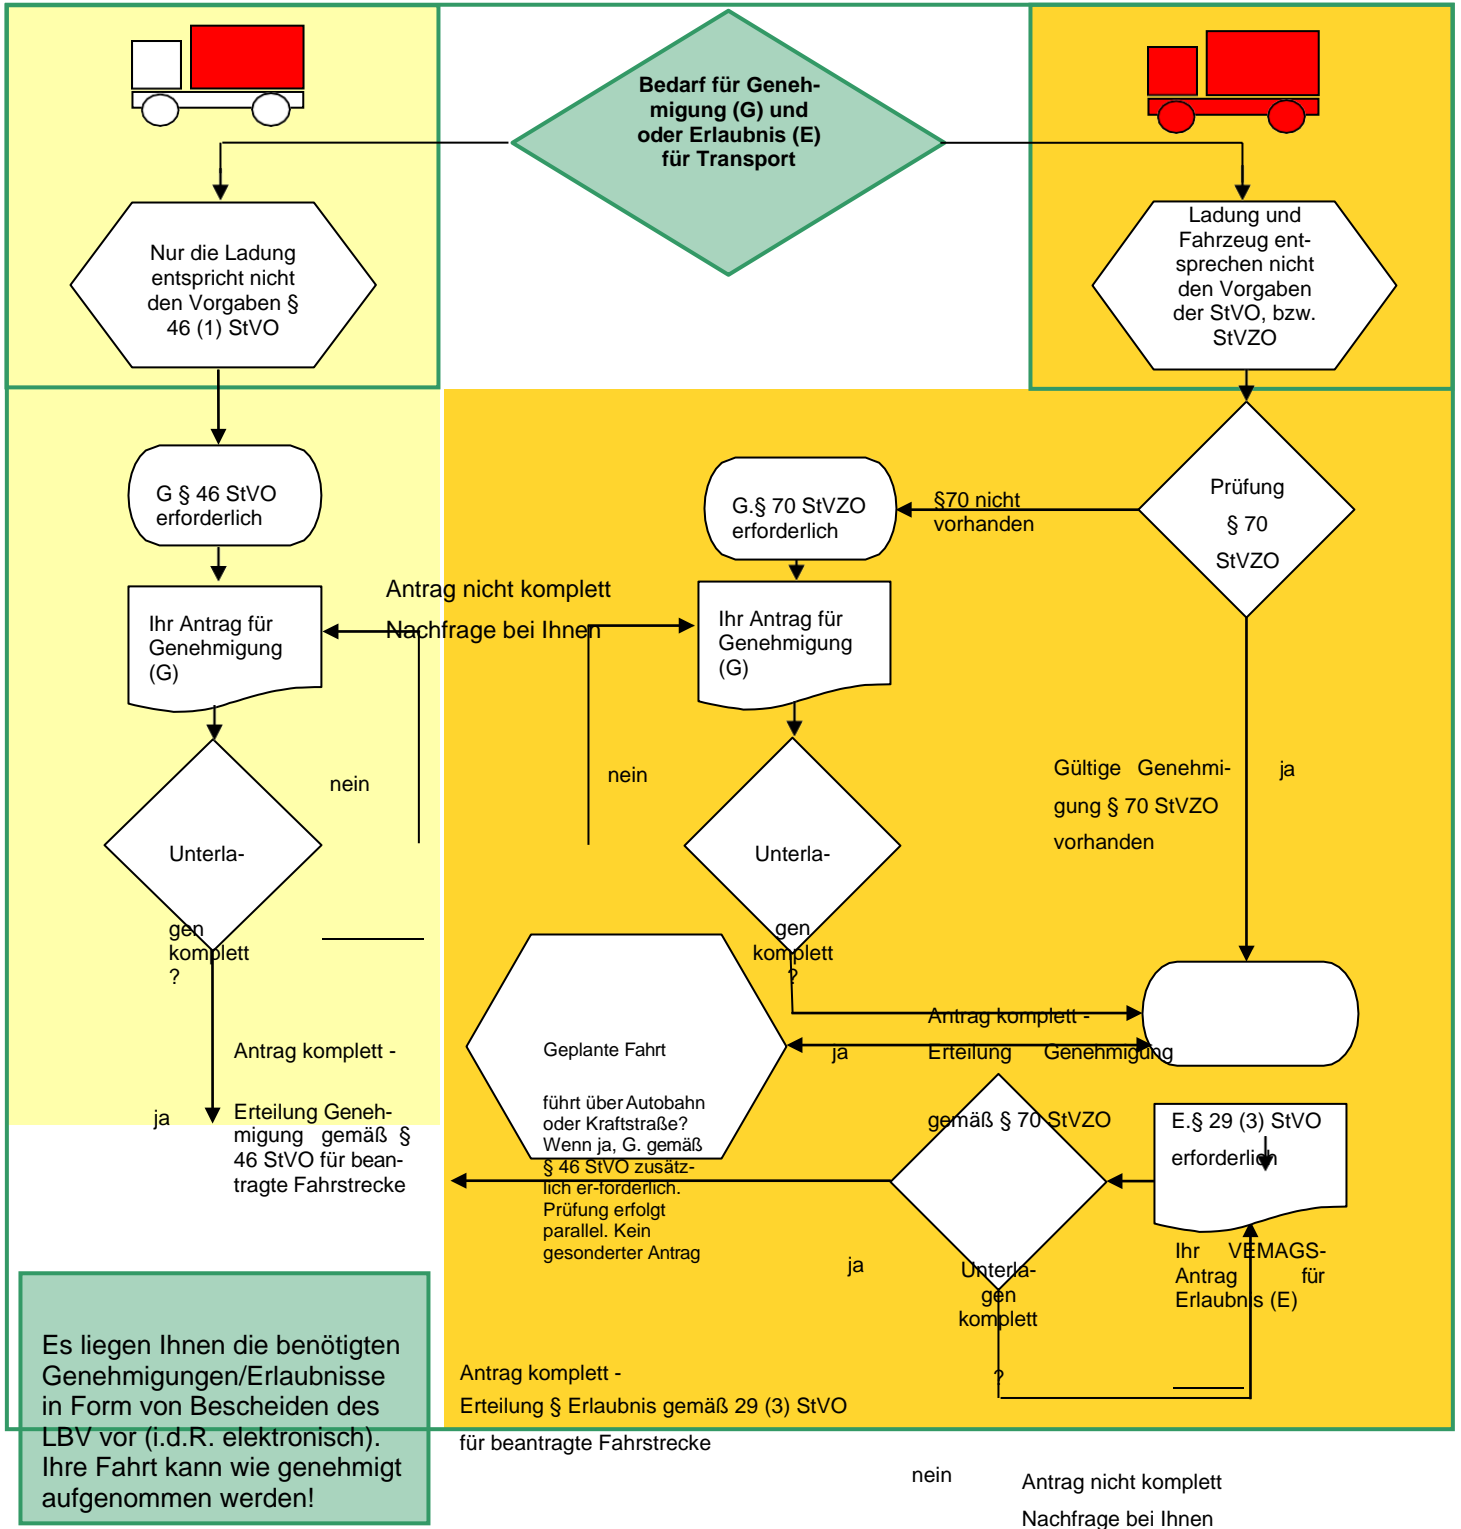 Bedarf für Geneh-
migung (G) und
oder Erlaubnis (E)
für Transport
Nur die Ladung
entspricht nicht
den Vorgaben §
46 (1) StVO
Ladung und
Fahrzeug ent-
sprechen nicht
den Vorgaben
der StVO, bzw.
StVZO
G § 46 StVO
erforderlich
G.§ 70 StVZO
erforderlich
§70 nicht
vorhanden
Prüfung
§ 70
StVZO
Antrag nicht komplett
Nachfrage bei Ihnen
Ihr Antrag für
Genehmigung
(G)
Ihr Antrag für
Genehmigung
(G)
nein
nein
Gültige Genehmi-
gung § 70 StVZO
vorhanden
ja
Unterla-
gen
komplett
?
Unterla-
gen
komplett
?
Antrag komplett -
Erteilung Geneh-
migung gemäß §
46 StVO für bean-
tragte Fahrstrecke
ja
Geplante Fahrt
führt über Autobahn
oder Kraftstraße?
Wenn ja, G. gemäß
§ 46 StVO zusätz-
lich er-forderlich.
Prüfung erfolgt
parallel. Kein
gesonderter Antrag
ja
Antrag komplett -
Erteilung Genehmigung
gemäß § 70 StVZO
E.§ 29 (3) StVO
erforderlich
Ihr VEMAGS-
Antrag für
Erlaubnis (E)
ja
Unterla-
gen
komplett
?
Antrag komplett -
Erteilung § Erlaubnis gemäß 29 (3) StVO
für beantragte Fahrstrecke
Es liegen Ihnen die benötigten
Genehmigungen/Erlaubnisse
in Form von Bescheiden des
LBV vor (i.d.R. elektronisch).
Ihre Fahrt kann wie genehmigt
aufgenommen werden!
nein
Antrag nicht komplett
Nachfrage bei Ihnen